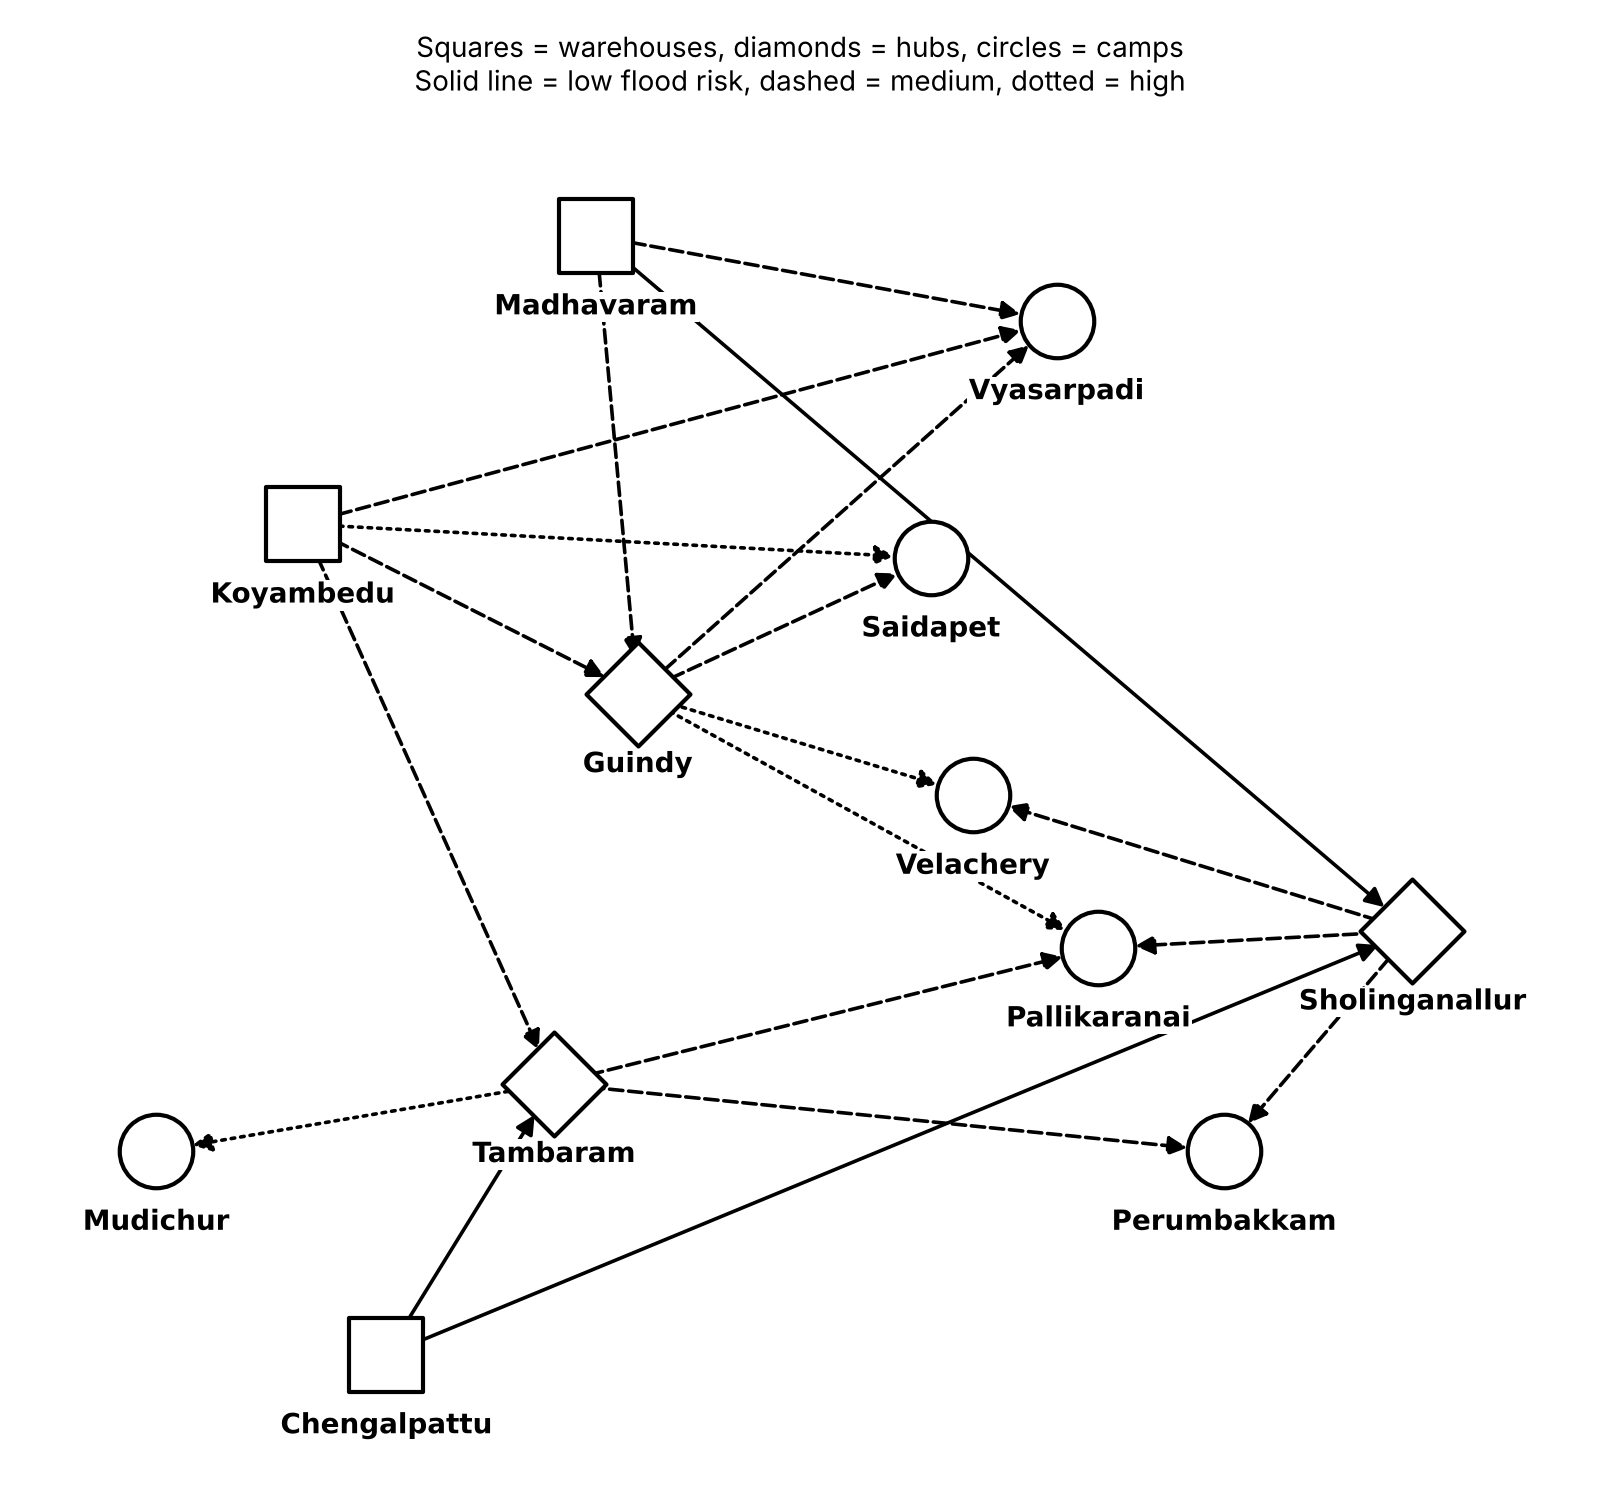 Squares = warehouses, diamonds = hubs, circles = camps
Solid line = low flood risk, dashed = medium, dotted = high
Madhavaram
Vyasarpadi
Koyambedu
Saidapet
Guindy
Velachery
Sholinganallur
Pallikaranai
Tambaram
Mudichur
Perumbakkam
Chengalpattu